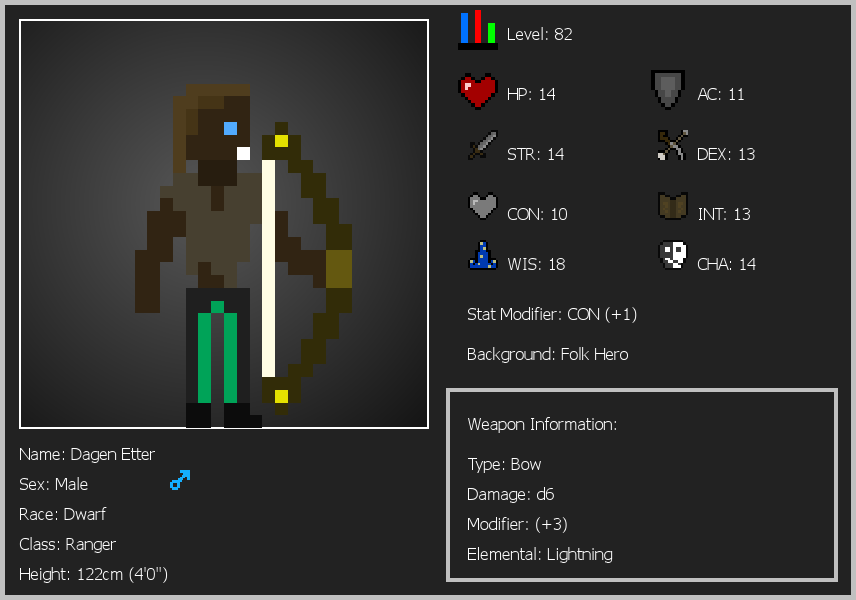 Level: 82
HP: 14
AC: 11
STR: 14
DEX: 13
CON: 10
INT: 13
WIS: 18
CHA: 14
Stat Modifier: CON (+1)
Background: Folk Hero
Weapon Information:
Type: Bow
Damage: d6
Modifier: (+3)
Elemental: Lightning
Name: Dagen Etter
Sex: Male
Race: Dwarf
Class: Ranger
Height: 122cm (4'0")